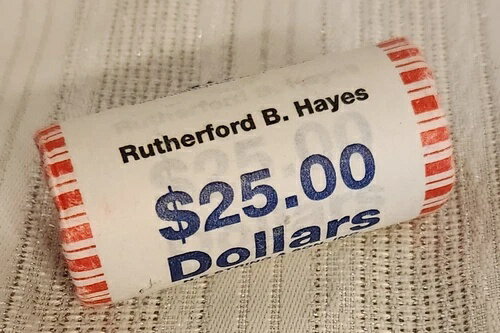 Rutherford B. Hayes
$25.00
Dollars